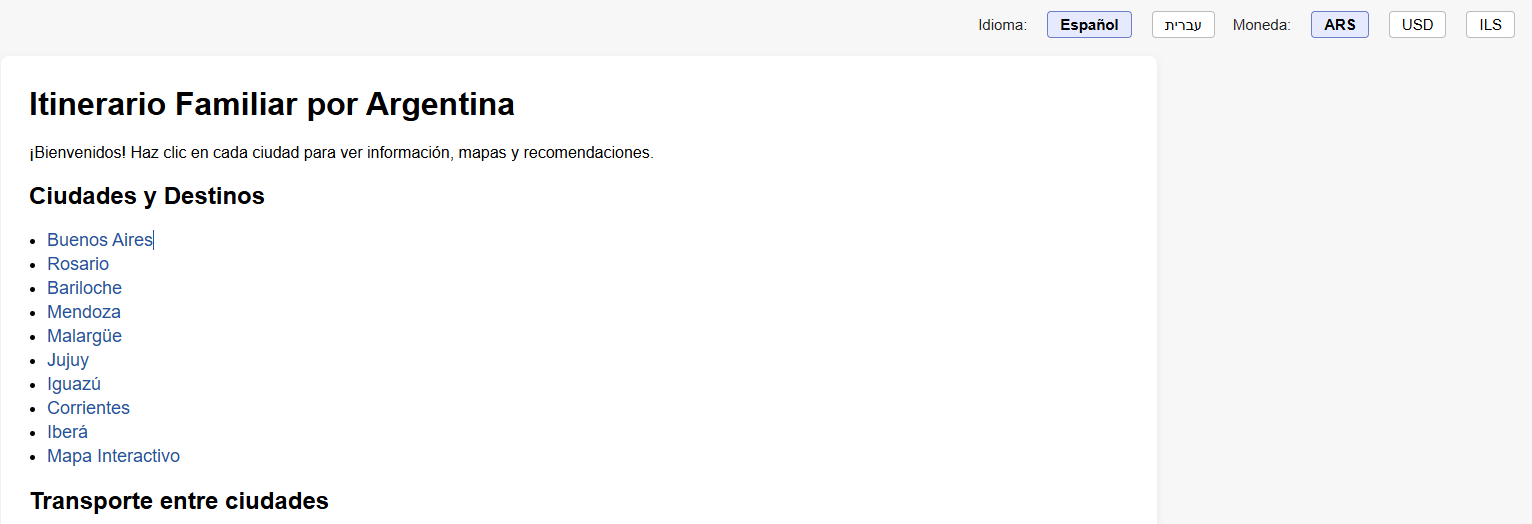 Idioma: Español עברית Moneda: ARS USD ILS
Itinerario Familiar por Argentina
¡Bienvenidos! Haz clic en cada ciudad para ver información, mapas y recomendaciones.
Ciudades y Destinos
Buenos Aires
Rosario
Bariloche
Mendoza
Malargüe
Jujuy
Iguazú
Corrientes
Iberá
Mapa Interactivo
Transporte entre ciudades